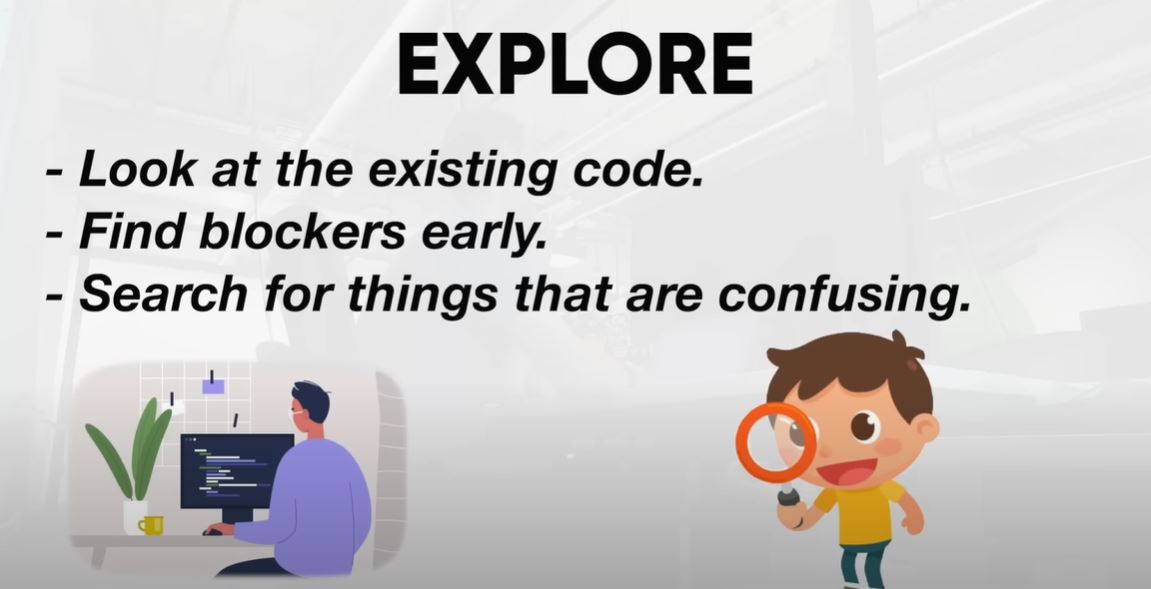 EXPLORE
- Look at the existing code.
- Find blockers early.
- Search for things that are confusing.